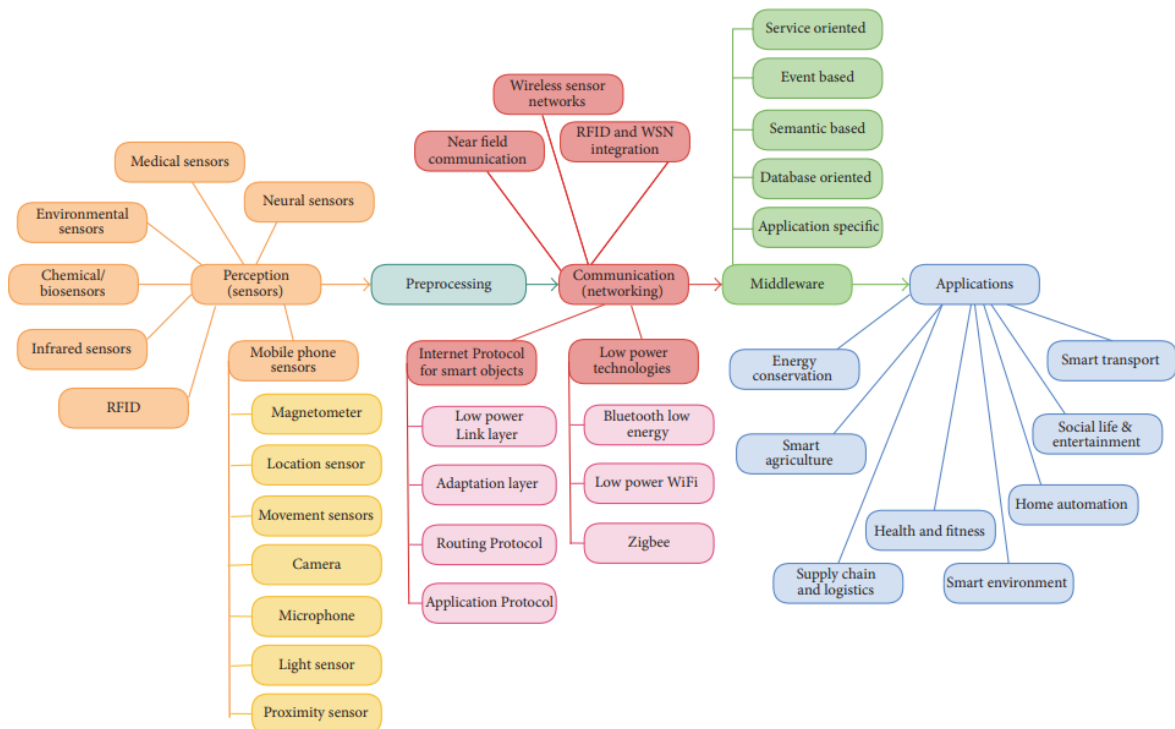 Service oriented
Event based
Semantic based
Database oriented
Application specific
Wireless sensor
networks
Near field
communication
RFID and WSN
integration
Medical sensors
Neural sensors
Environmental
sensors
Chemical/
biosensors
Infrared sensors
RFID
Perception
(sensors)
Preprocessing
Communication
(networking)
Middleware
Applications
Mobile phone
sensors
Magnetometer
Location sensor
Movement sensors
Camera
Microphone
Light sensor
Proximity sensor
Internet Protocol
for smart objects
Low power
Link layer
Adaptation layer
Routing Protocol
Application Protocol
Low power
technologies
Bluetooth low
energy
Low power WiFi
Zigbee
Energy
conservation
Smart
agriculture
Supply chain
and logistics
Health and fitness
Smart environment
Home automation
Social life &
entertainment
Smart transport